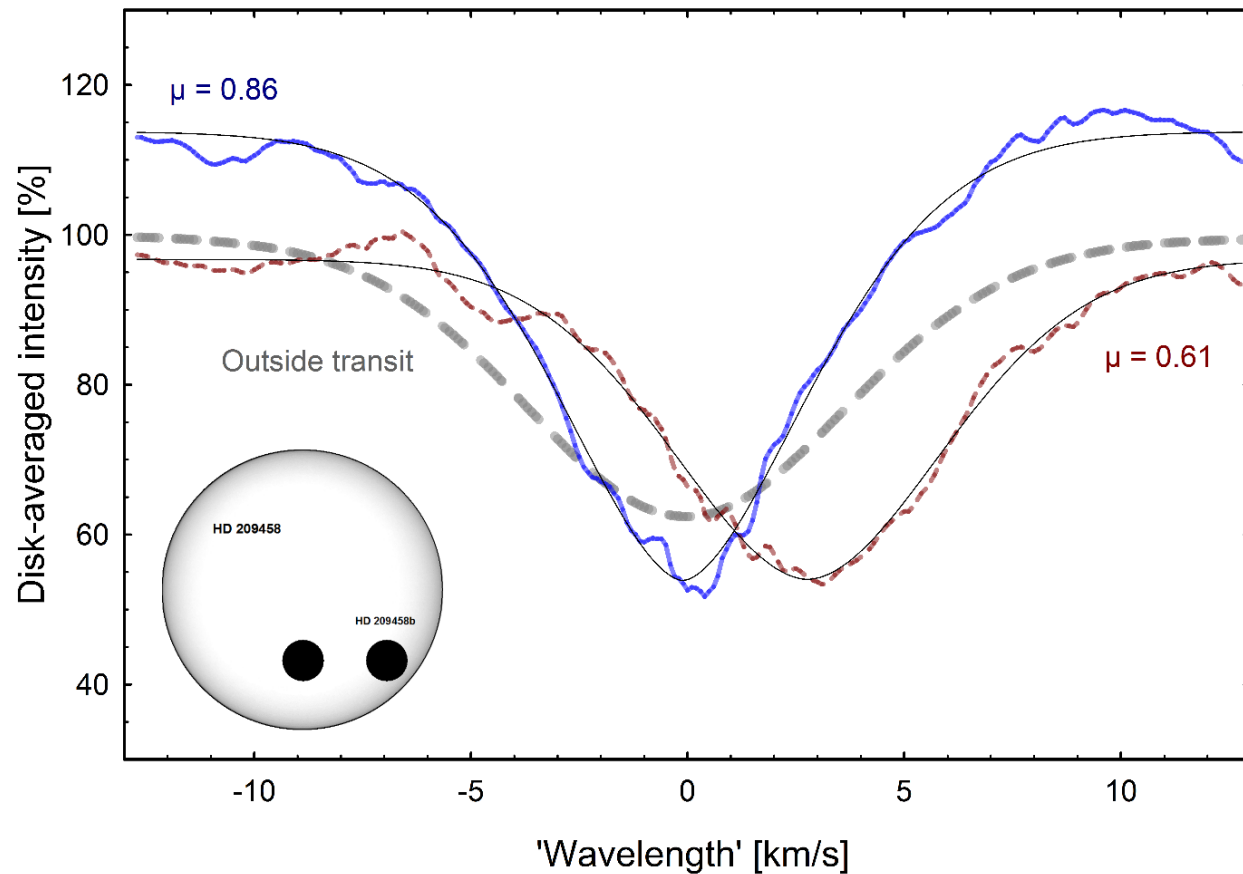 Disk-averaged intensity [%]
120
100
80
60
40
μ = 0.86
Outside transit
μ = 0.61
HD 209458
HD 209458b
-10
-5
0
5
10
'Wavelength' [km/s]